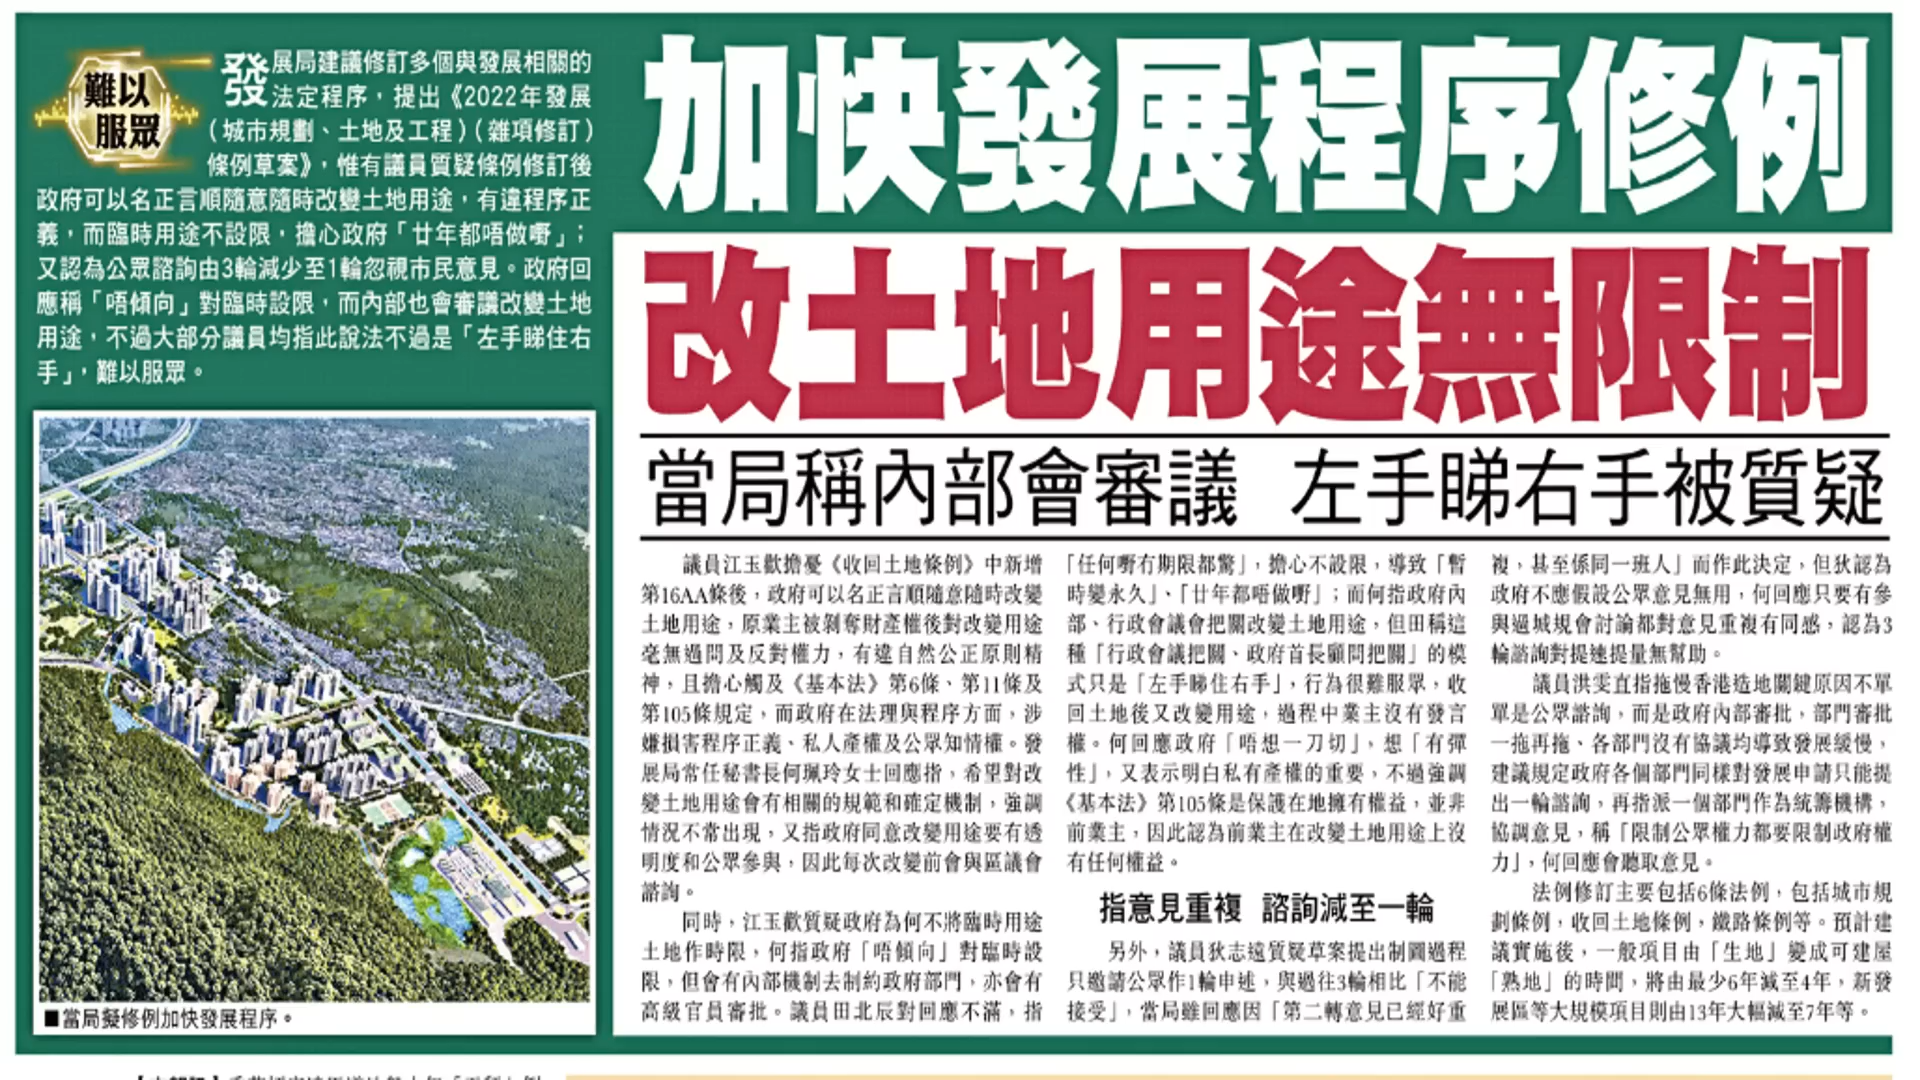 難以
服眾
發展局建議修訂多個與發展相關的
法定程序，提出《2022年發展
（城市規劃、土地及工程）（雜項修訂）
條例草案》，惟有議員質疑條例修訂後
政府可以名正言順隨意隨時改變土地用途，有違程序正
義，而臨時用途不設限，擔心政府「廿年都唔做嘢」；
又認為公眾諮詢由3輪減少至1輪忽視市民意見。政府回
應稱「唔傾向」對臨時設限，而內部也會審議改變土地
用途，不過大部分議員均指此說法不過是「左手睇住右
手」，難以服眾。
■當局擬修例加快發展程序。
加快發展程序修例
改土地用途無限制
當局稱內部會審議 左手睇右手被質疑
議員江玉歡擔憂《收回土地條例》中新增
第16AA條後，政府可以名正言順隨意隨時改變
土地用途，原業主被剝奪財產權後對改變用途
毫無過問及反對權力，有違自然公正原則精
神，且擔心觸及《基本法》第6條、第11條及
第105條規定，而政府在法理與程序方面，涉
嫌損害程序正義、私人產權及公眾知情權。發
展局常任秘書長何珮玲女士回應指，希望對改
變土地用途會有相關的規範和確定機制，強調
情況不常出現，又指政府同意改變用途要有透
明度和公眾參與，因此每次改變前會與區議會
諮詢。
同時，江玉歡質疑政府為何不將臨時用途
土地作時限，何指政府「唔傾向」對臨時設
限，但會有內部機制去制約政府部門，亦會有
高級官員審批。議員田北辰對回應不滿，指
「任何嘢冇期限都驚」，擔心不設限，導致「暫
時變永久」、「廿年都唔做嘢」；而何指政府內
部、行政會議會把關改變土地用途，但田稱這
種「行政會議把關、政府首長顧問把關」的模
式只是「左手睇住右手」，行為很難服眾，收
回土地後又改變用途，過程中業主沒有發言
權。何回應政府「唔想一刀切」，想「有彈
性」，又表示明白私有產權的重要，不過強調
《基本法》第105條是保護在地擁有權益，並非
前業主，因此認為前業主在改變土地用途上沒
有任何權益。
指意見重複 諮詢減至一輪
另外，議員狄志遠質疑草案提出制圖過程
只邀請公眾作1輪申述，與過往3輪相比「不能
接受」，當局雖回應因「第二轉意見已經好重
複，甚至係同一班人」而作此決定，但狄認為
政府不應假設公眾意見無用，何回應只要有參
與過城規會討論都對意見重複有同感，認為3
輪諮詢對提速提量無幫助。
議員洪雯直指拖慢香港造地關鍵原因不單
單是公眾諮詢，而是政府內部審批，部門審批
一拖再拖、各部門沒有協議均導致發展緩慢，
建議規定政府各個部門同樣對發展申請只能提
出一輪諮詢，再指派一個部門作為統籌機構，
協調意見，稱「限制公眾權力都要限制政府權
力」，何回應會聽取意見。
法例修訂主要包括6條法例，包括城市規
劃條例，收回土地條例，鐵路條例等。預計建
議實施後，一般項目由「生地」變成可建屋
「熟地」的時間，將由最少6年減至4年，新發
展區等大規模項目則由13年大幅減至7年等。